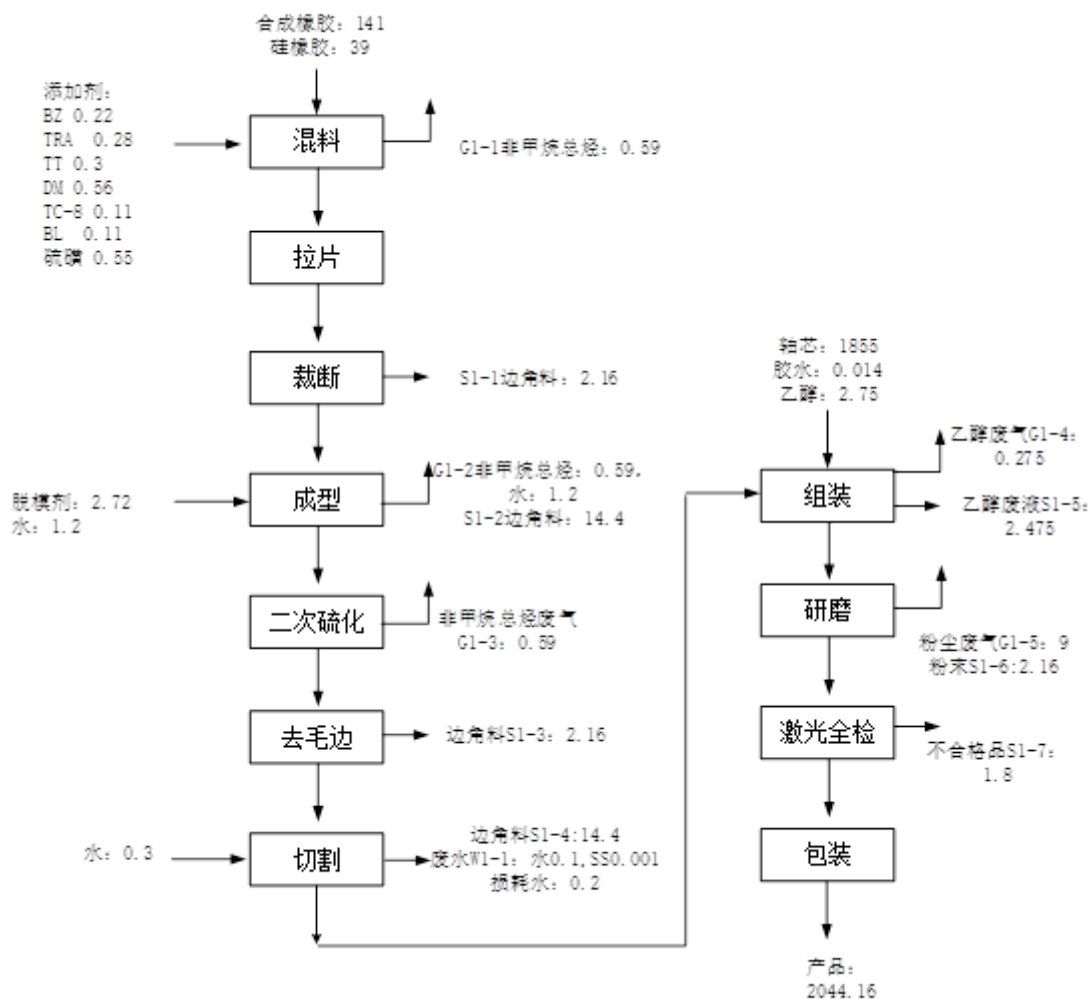 合成橡胶：141
硅橡胶：39
添加剂：
BZ 0.22
TRA 0.28
TT 0.3
DM 0.56
TC-8 0.11
BL 0.11
硫磺 0.55
混料
G1-1非甲烷总烃：0.59
拉片
裁断
S1-1边角料：2.16
脱模剂：2.72
水：1.2
成型
G1-2非甲烷总烃：0.59，
水：1.2
S1-2边角料：14.4
二次硫化
非甲烷总烃废气
G1-3：0.59
去毛边
边角料S1-3：2.16
水：0.3
切割
边角料S1-4:14.4
废水W1-1：水0.1,SS0.001
损耗水：0.2
轴芯：1855
胶水：0.014
乙醇：2.75
组装
乙醇废气G1-4：
0.275
乙醇废液S1-5：
2.475
研磨
粉尘废气G1-5：9
粉末S1-6:2.16
激光全检
不合格品S1-7：
1.8
包装
产品：
2044.16